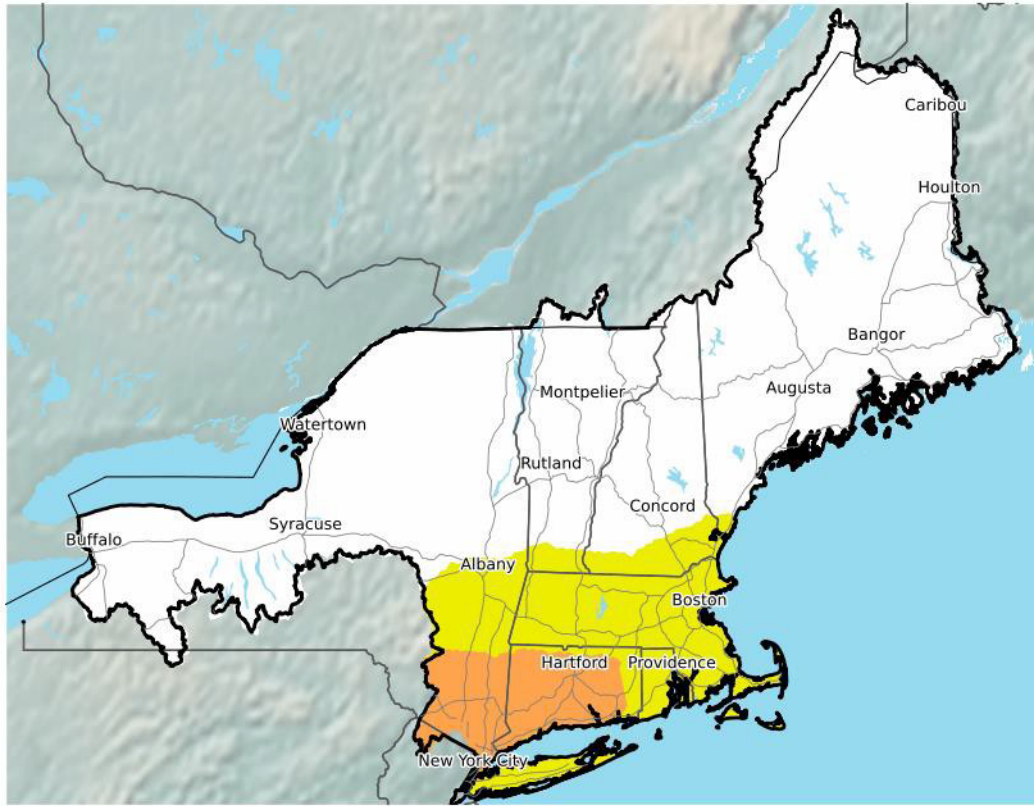 Caribou
Houlton
Bangor
Augusta
Montpelier
Watertown
Rutland
Concord
Syracuse
Buffalo
Albany
Boston
Hartford
Providence
New York City